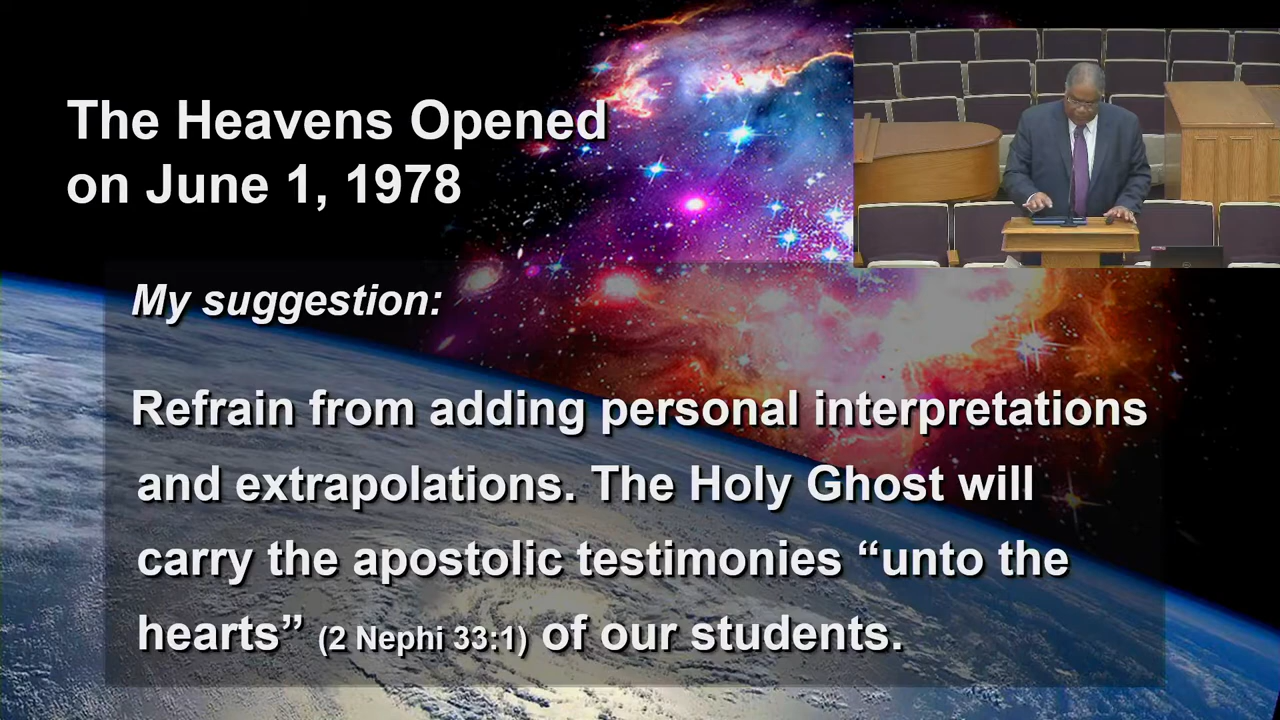 The Heavens Opened
on June 1, 1978
My suggestion:
Refrain from adding personal interpretations
and extrapolations. The Holy Ghost will
carry the apostolic testimonies “unto the
hearts” (2 Nephi 33:1) of our students.